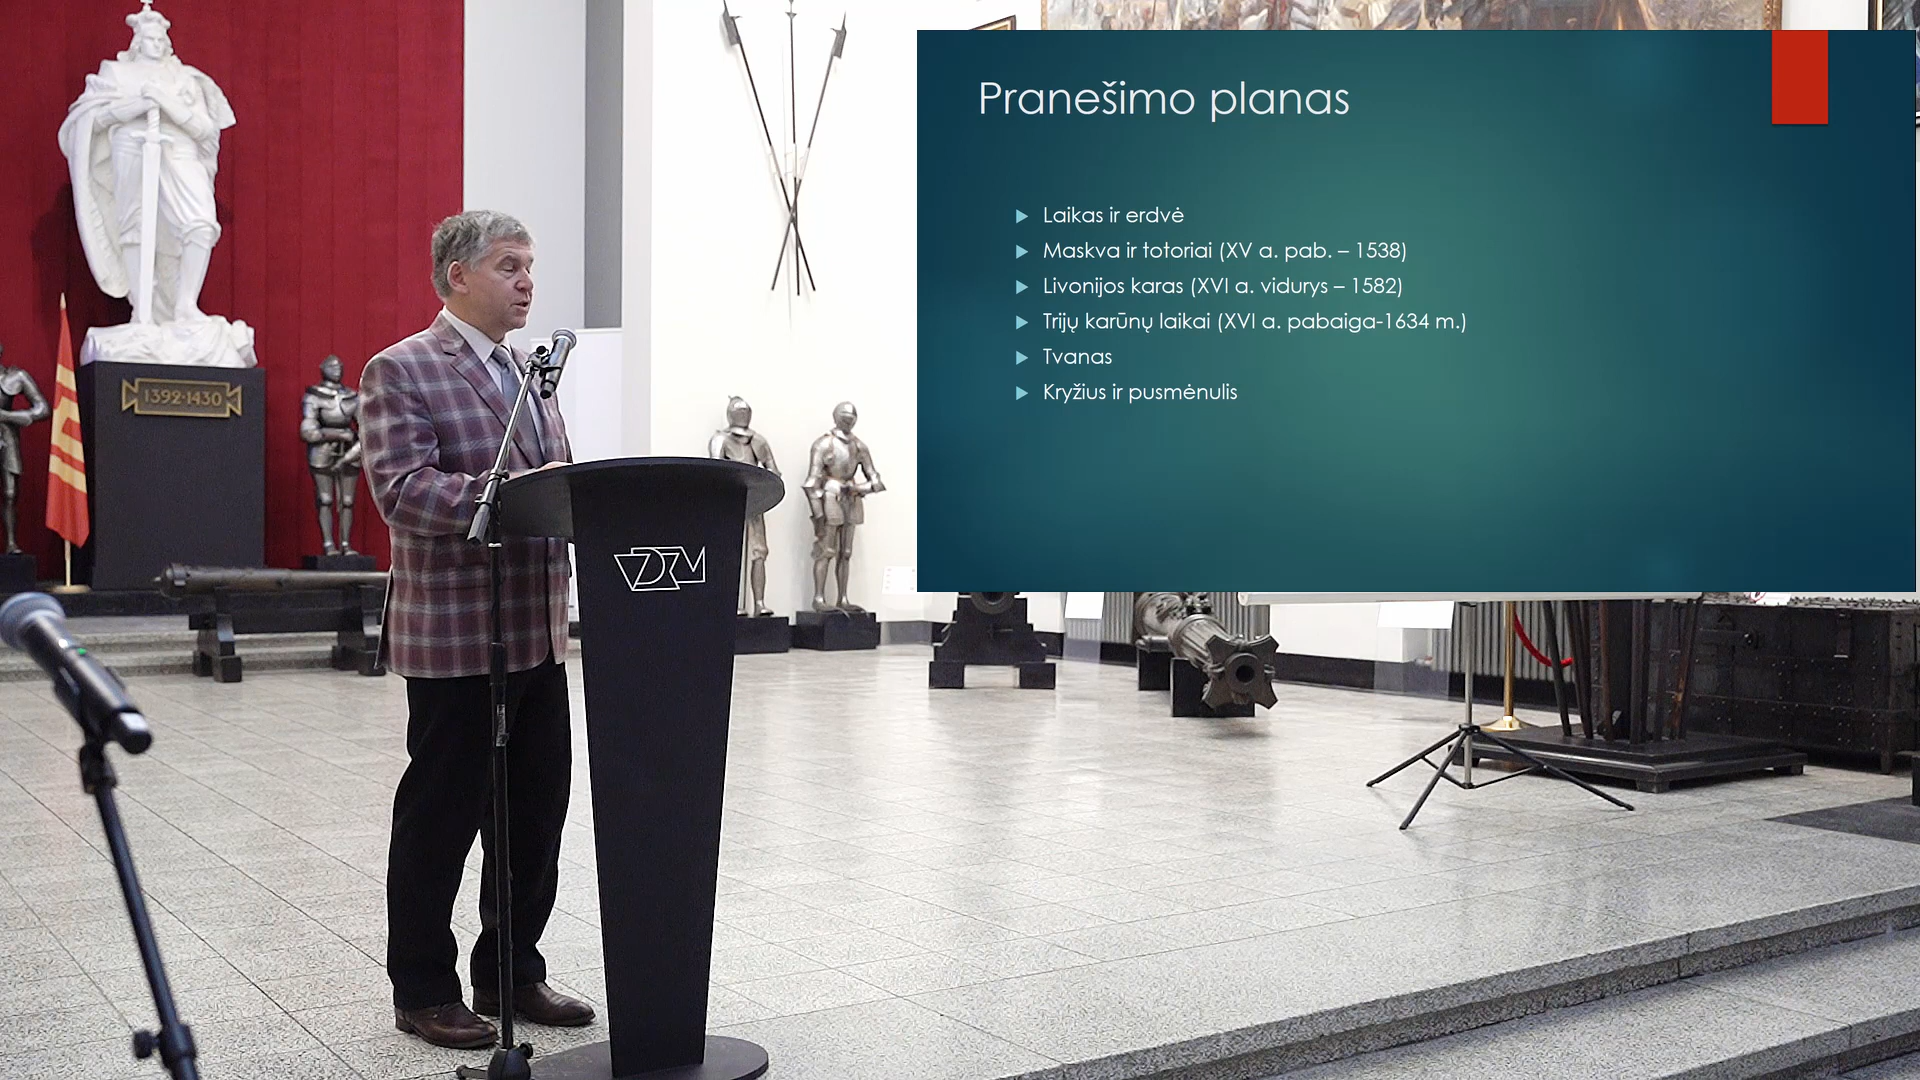 Pranešimo planas
Laikas ir erdvė
Maskva ir totoriai (XV a. pab. – 1538)
Livonijos karas (XVI a. vidurys – 1582)
Trijų karūnų laikai (XVI a. pabaiga-1634 m.)
Tvanas
Kryžius ir pusmėnulis
1392-1430
VDKM